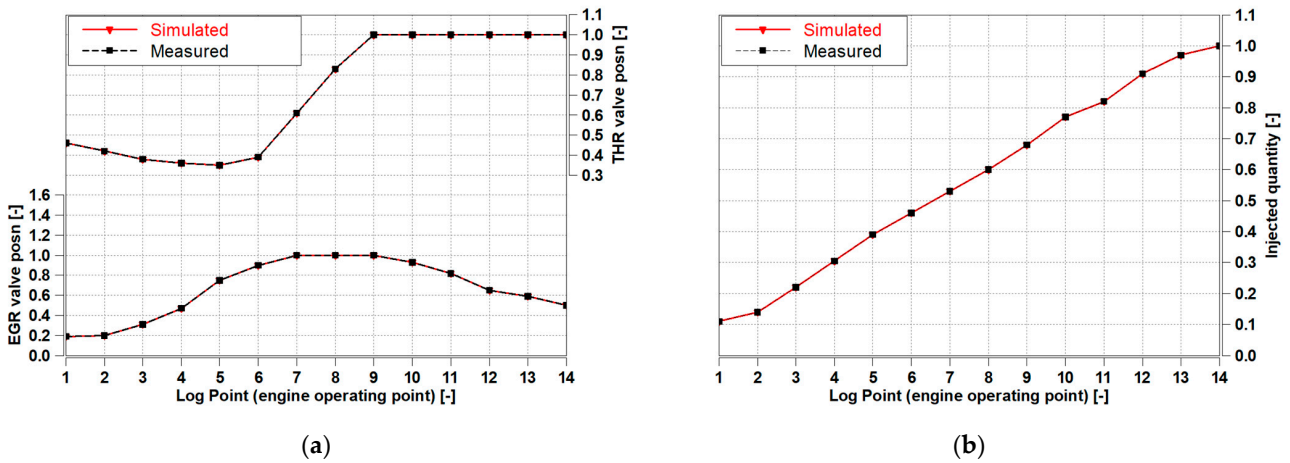 Simulated
Measured
1.1
1.0
0.9
0.8
0.7
0.6
0.5
0.4
0.3
THR valve posn [-]
1.6
1.4
1.2
1.0
0.8
0.6
0.4
0.2
0.0
EGR valve posn [-]
1 2 3 4 5 6 7 8 9 10 11 12 13 14
Log Point (engine operating point) [-]
(a)
Simulated
Measured
1.1
1.0
0.9
0.8
0.7
0.6
0.5
0.4
0.3
0.2
0.1
0.0
Injected quantity [-]
1 2 3 4 5 6 7 8 9 10 11 12 13 14
Log Point (engine operating point) [-]
(b)